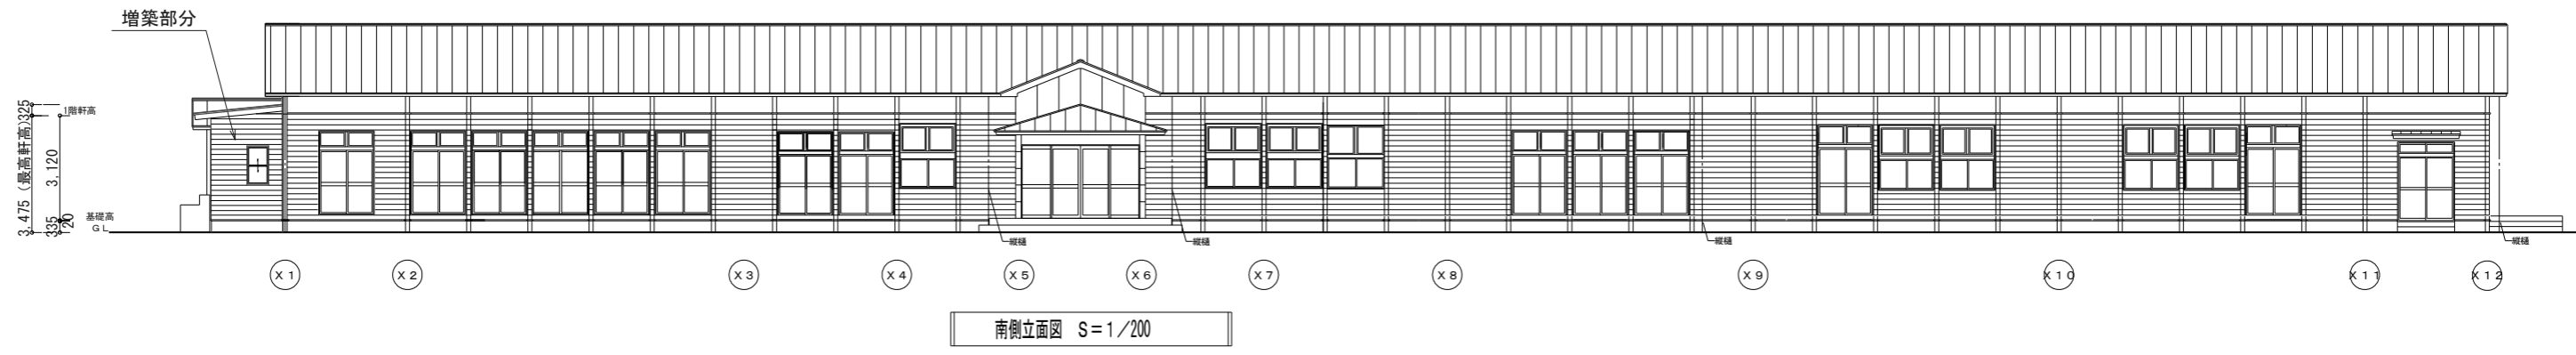 増築部分
1階軒高
325
3,120
3.475 (最高軒高)
335
20
基礎高
GL
縦樋
縦樋
縦樋
縦樋
X1
X2
X3
X4
X5
X6
X7
X8
X9
X10
X11
X12
南側立面図 S=1/200